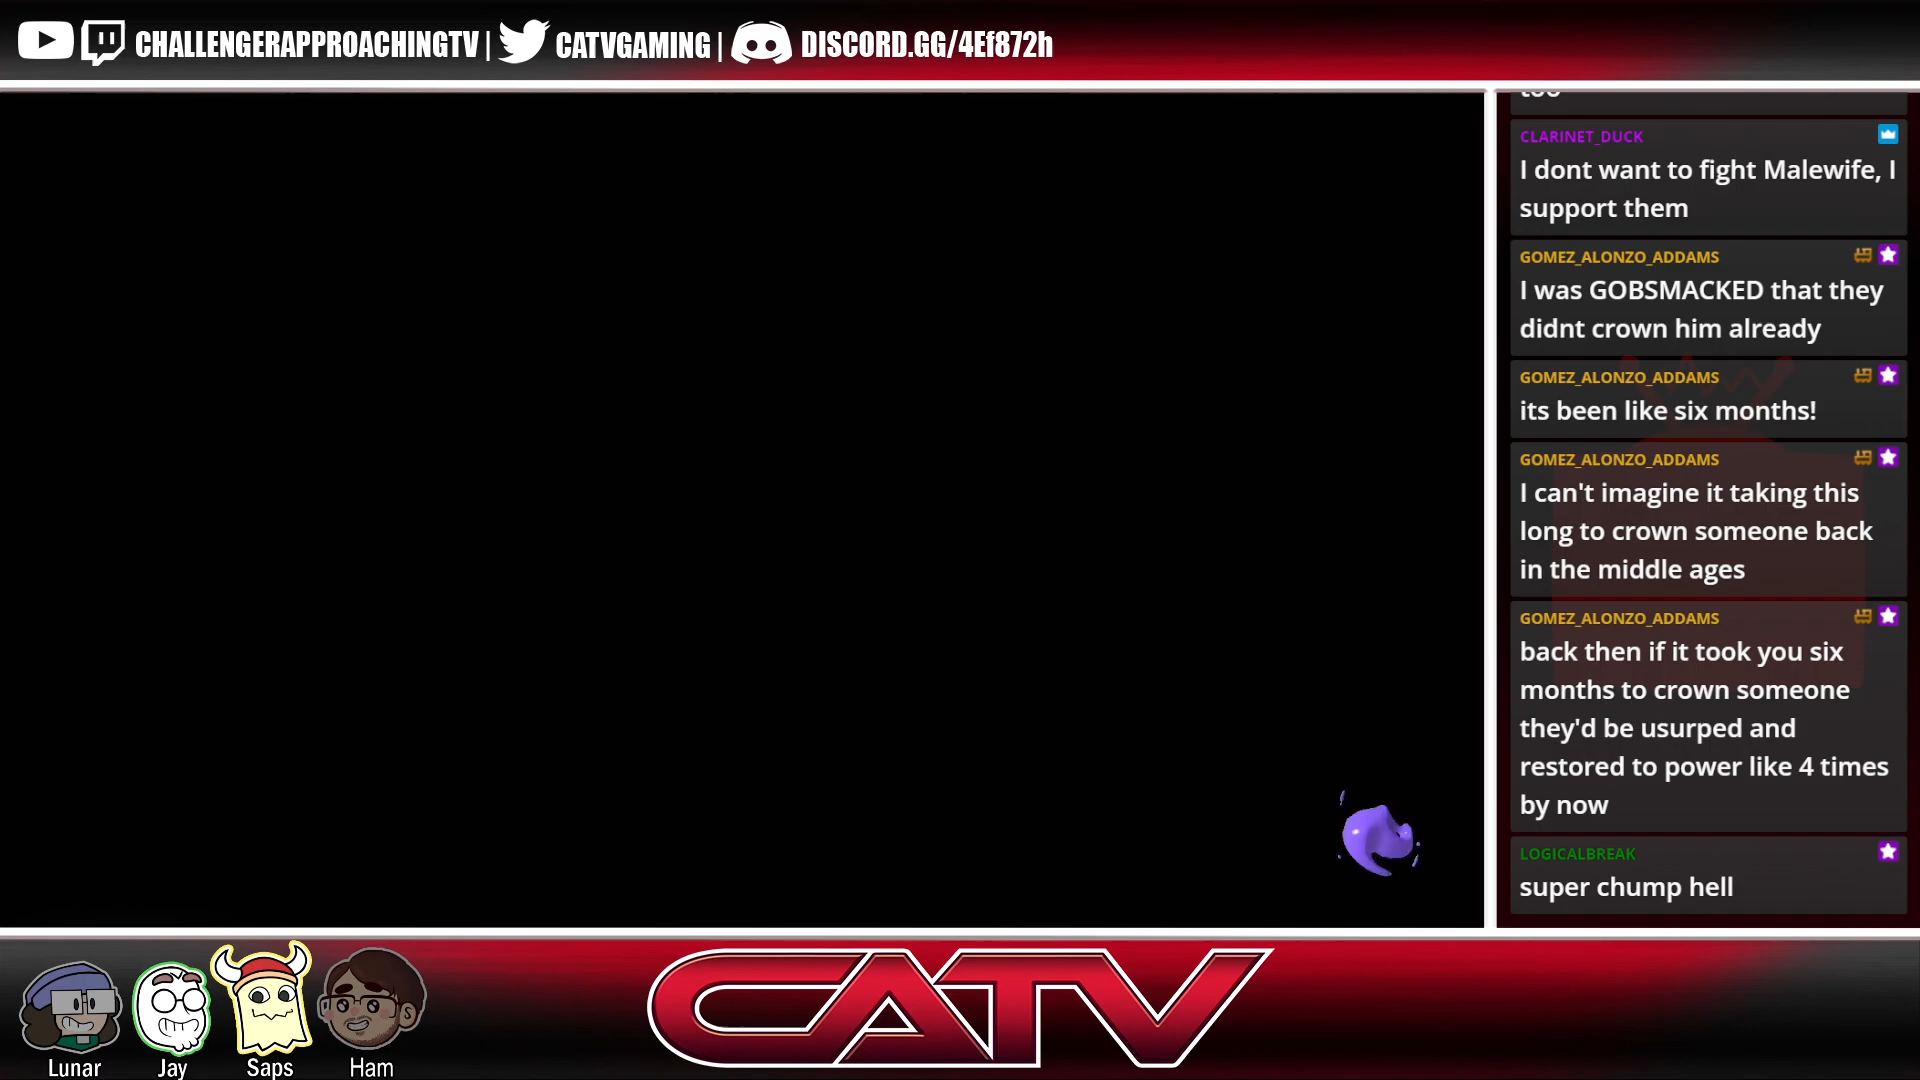 CHALLENGERAPPROACHINGTV | CATVGAMING | DISCORD.GG/4Ef872h
too
CLARINET_DUCK
I dont want to fight Malewife, I
support them
GOMEZ_ALONZO_ADDAMS
I was GOBSMACKED that they
didnt crown him already
GOMEZ_ALONZO_ADDAMS
its been like six months!
GOMEZ_ALONZO_ADDAMS
I can't imagine it taking this
long to crown someone back
in the middle ages
GOMEZ_ALONZO_ADDAMS
back then if it took you six
months to crown someone
they'd be usurped and
restored to power like 4 times
by now
LOGICALBREAK
super chump hell
CATV
Lunar Jay Saps Ham